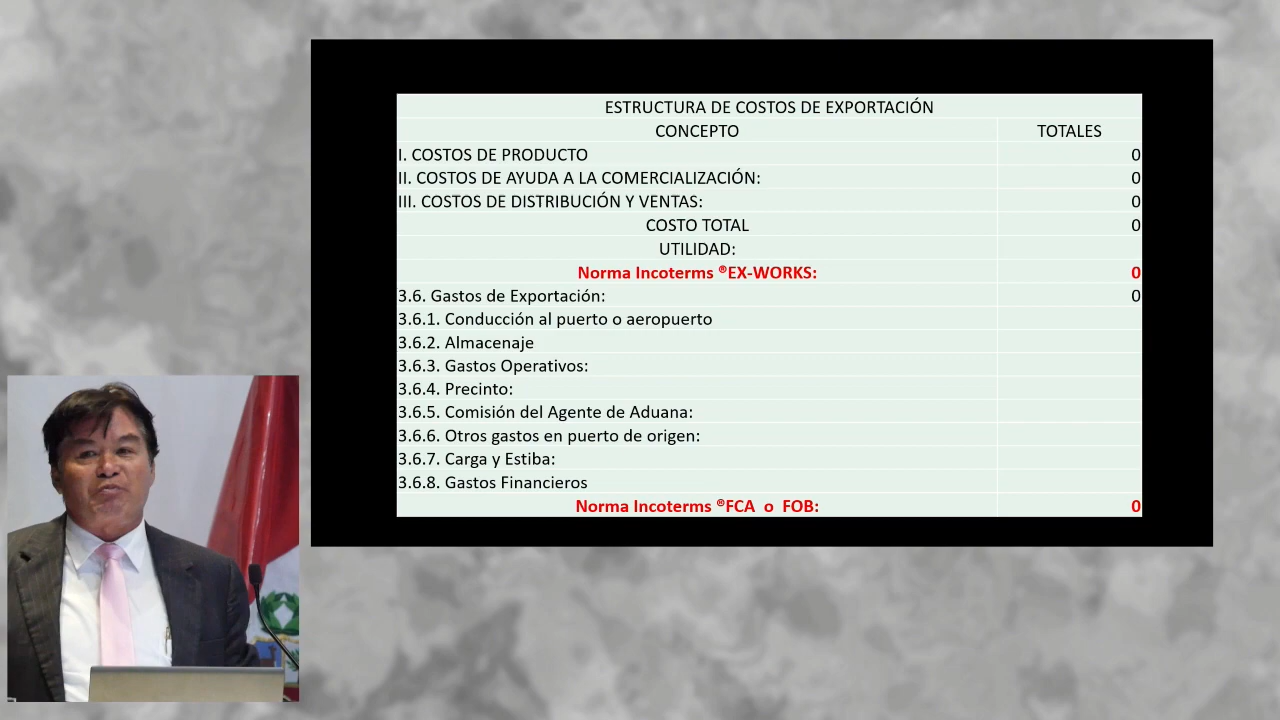 ESTRUCTURA DE COSTOS DE EXPORTACIÓN
CONCEPTO TOTALES
I. COSTOS DE PRODUCTO 0
II. COSTOS DE AYUDA A LA COMERCIALIZACIÓN: 0
III. COSTOS DE DISTRIBUCIÓN Y VENTAS: 0
COSTO TOTAL 0
UTILIDAD:
Norma Incoterms ®EX-WORKS: 0
3.6. Gastos de Exportación: 0
3.6.1. Conducción al puerto o aeropuerto
3.6.2. Almacenaje
3.6.3. Gastos Operativos:
3.6.4. Precinto:
3.6.5. Comisión del Agente de Aduana:
3.6.6. Otros gastos en puerto de origen:
3.6.7. Carga y Estiba:
3.6.8. Gastos Financieros
Norma Incoterms ®FCA o FOB: 0